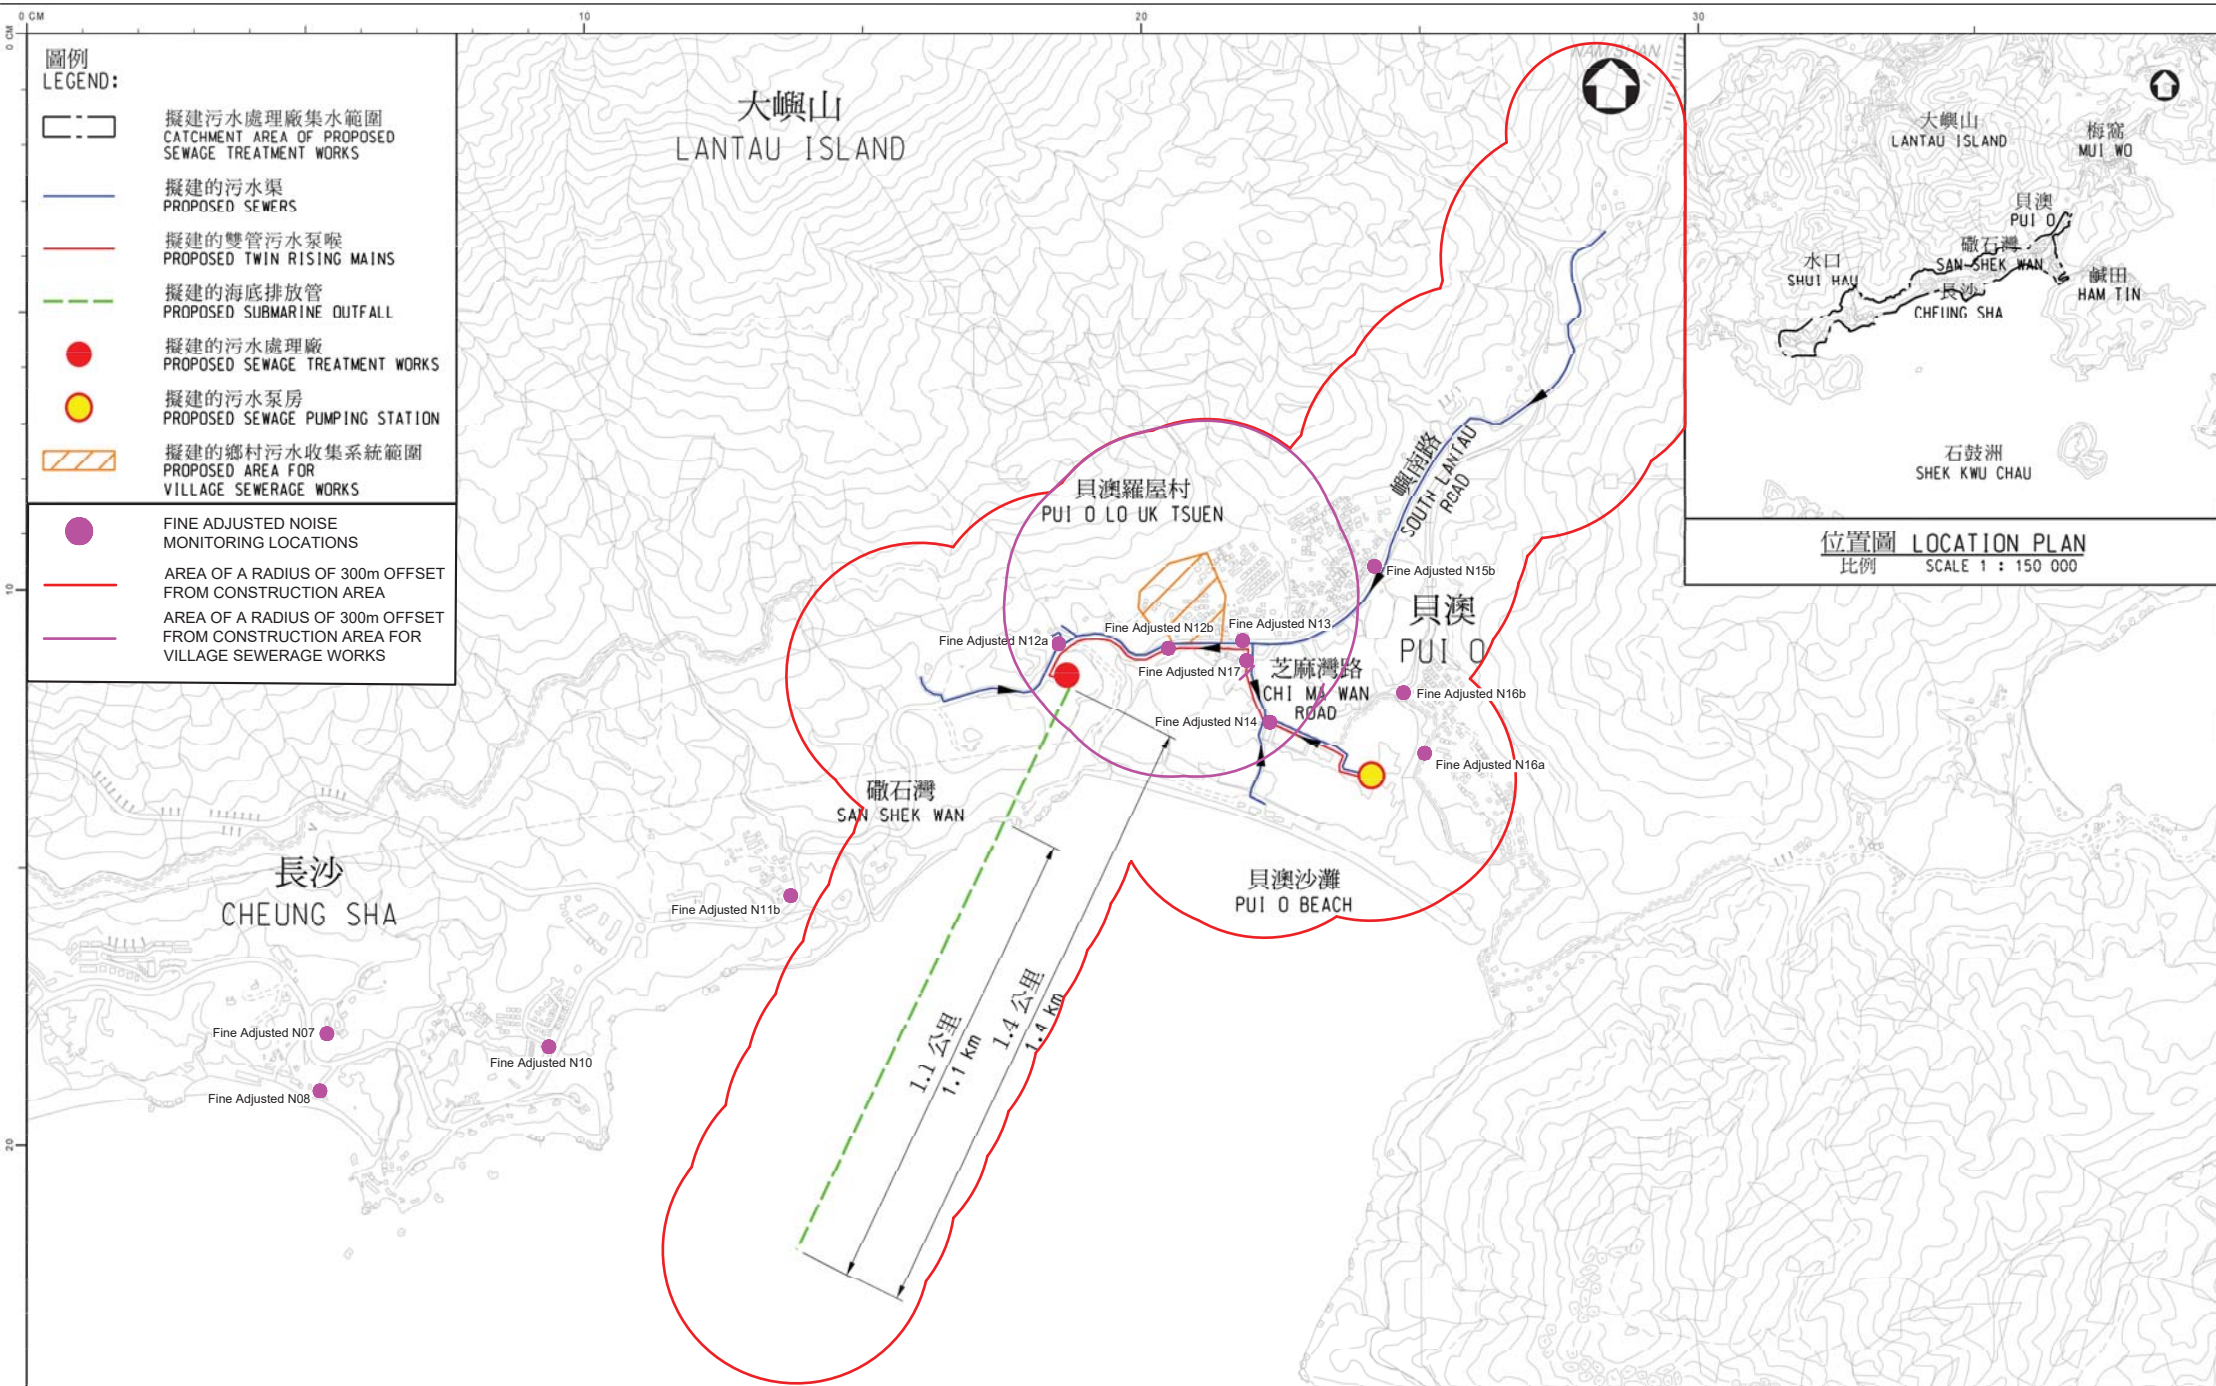 0 CM
10
20
30
0 CM
10
20
圖例
LEGEND:
擬建污水處理廠集水範圍
CATCHMENT AREA OF PROPOSED
SEWAGE TREATMENT WORKS
擬建的污水渠
PROPOSED SEWERS
擬建的雙管污水泵喉
PROPOSED TWIN RISING MAINS
擬建的海底排放管
PROPOSED SUBMARINE OUTFALL
擬建的污水處理廠
PROPOSED SEWAGE TREATMENT WORKS
擬建的污水泵房
PROPOSED SEWAGE PUMPING STATION
擬建的鄉村污水收集系統範圍
PROPOSED AREA FOR
VILLAGE SEWERAGE WORKS
FINE ADJUSTED NOISE
MONITORING LOCATIONS
AREA OF A RADIUS OF 300m OFFSET
FROM CONSTRUCTION AREA
AREA OF A RADIUS OF 300m OFFSET
FROM CONSTRUCTION AREA FOR
VILLAGE SEWERAGE WORKS
大嶼山
LANTAU ISLAND
NAM SHAN
貝澳羅屋村
PUI O LO UK TSUEN
嶼南路
SOUTH LANTAU
ROAD
Fine Adjusted N15b
貝澳
PUI O
Fine Adjusted N12a
Fine Adjusted N12b
Fine Adjusted N13
Fine Adjusted N17
芝麻灣路
CHI MA WAN
ROAD
Fine Adjusted N16b
Fine Adjusted N14
Fine Adjusted N16a
磡石灣
SAN SHEK WAN
貝澳沙灘
PUI O BEACH
長沙
CHEUNG SHA
Fine Adjusted N11b
Fine Adjusted N07
Fine Adjusted N10
Fine Adjusted N08
1.1 公里
1.1 km
1.4 公里
1.4 km
大嶼山
LANTAU ISLAND
梅窩
MUI WO
貝澳
PUI O
磡石灣
SAN SHEK WAN
水口
SHUI HAU
鹹田
HAM TIN
長沙
CHEUNG SHA
石鼓洲
SHEK KWU CHAU
位置圖 LOCATION PLAN
比例 SCALE 1 : 150 000